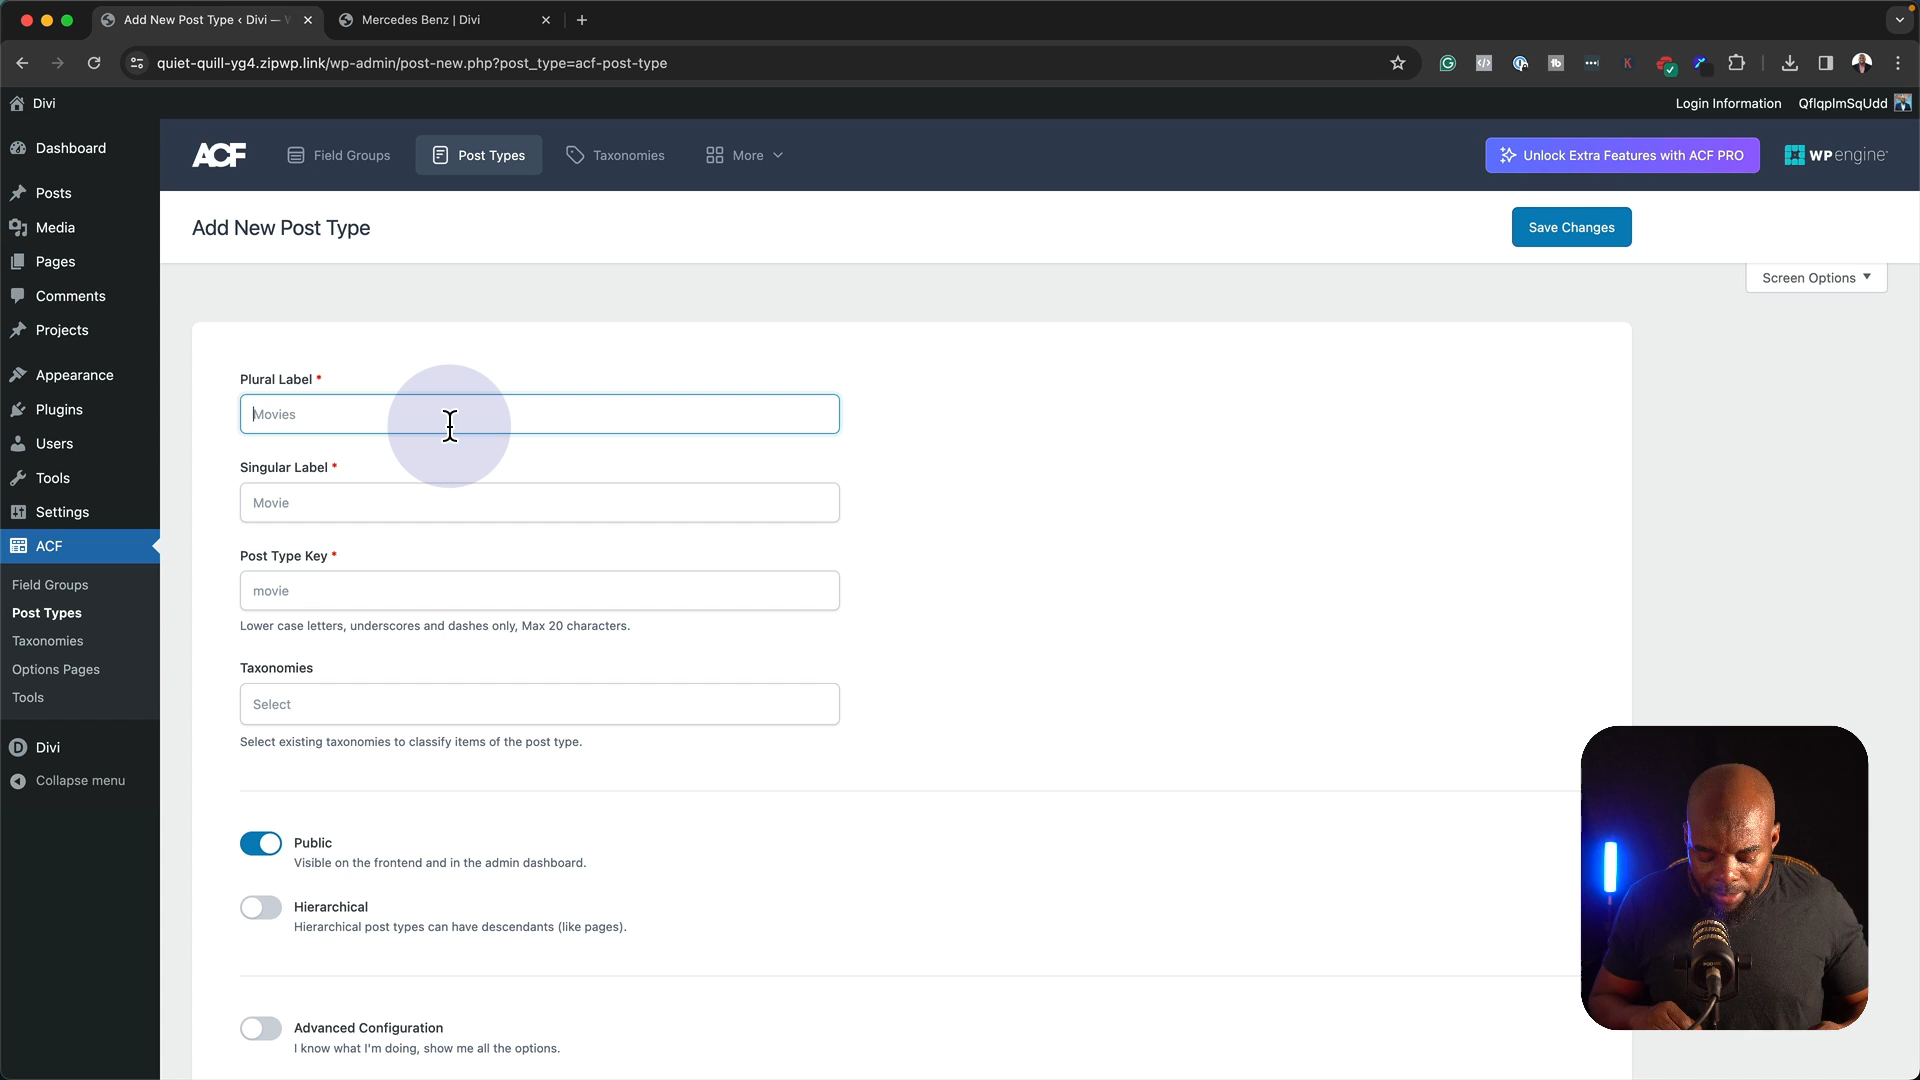 Add New Post Type ‹ Divi — W
Mercedes Benz | Divi
quiet-quill-yg4.zipwp.link/wp-admin/post-new.php?post_type=acf-post-type
Divi
Login Information
QflqplmSqUdd
Dashboard
Posts
Media
Pages
Comments
Projects
Appearance
Plugins
Users
Tools
Settings
ACF
Field Groups
Post Types
Taxonomies
Options Pages
Tools
Divi
Collapse menu
ACF
Field Groups
Post Types
Taxonomies
More
Unlock Extra Features with ACF PRO
WP engine
Add New Post Type
Save Changes
Screen Options
Plural Label *
Movies
Singular Label *
Movie
Post Type Key *
movie
Lower case letters, underscores and dashes only, Max 20 characters.
Taxonomies
Select
Select existing taxonomies to classify items of the post type.
Public
Visible on the frontend and in the admin dashboard.
Hierarchical
Hierarchical post types can have descendants (like pages).
Advanced Configuration
I know what I'm doing, show me all the options.